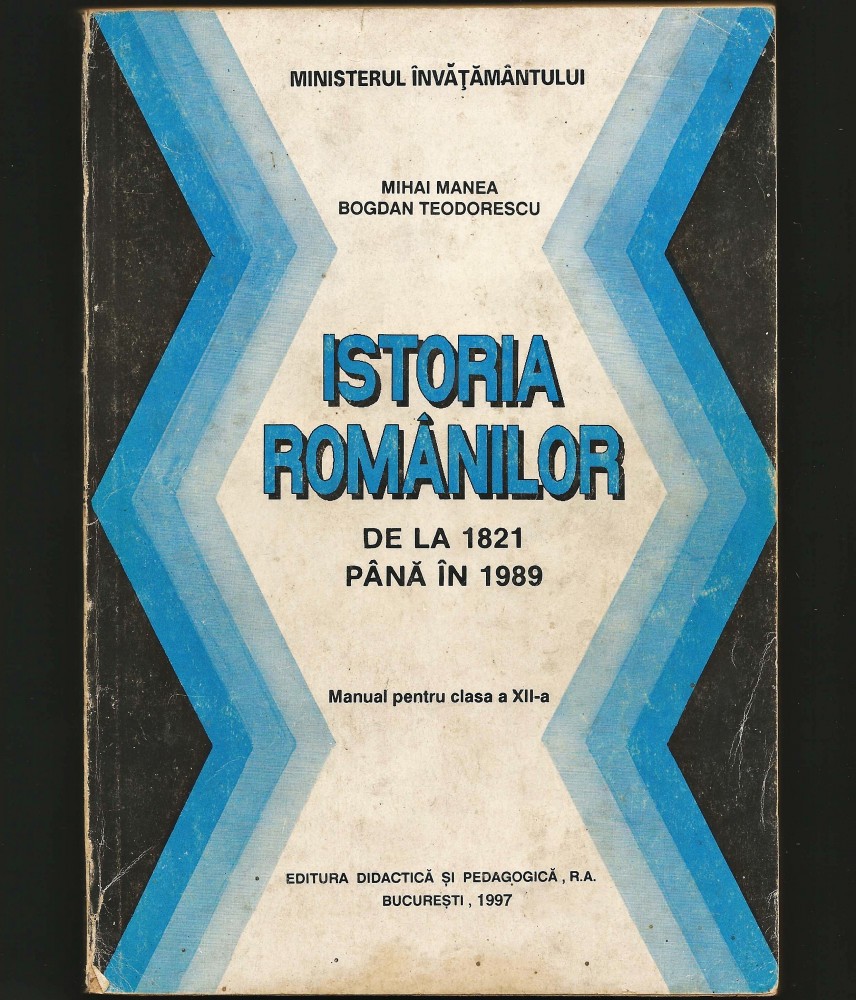 MINISTERUL ÎNVĂŢĂMÂNTULUI
MIHAI MANEA
BOGDAN TEODORESCU
ISTORIA
ROMÂNILOR
DE LA 1821
PÂNĂ ÎN 1989
Manual pentru clasa a XII-a
EDITURA DIDACTICĂ ŞI PEDAGOGICĂ, R.A.
BUCUREŞTI, 1997